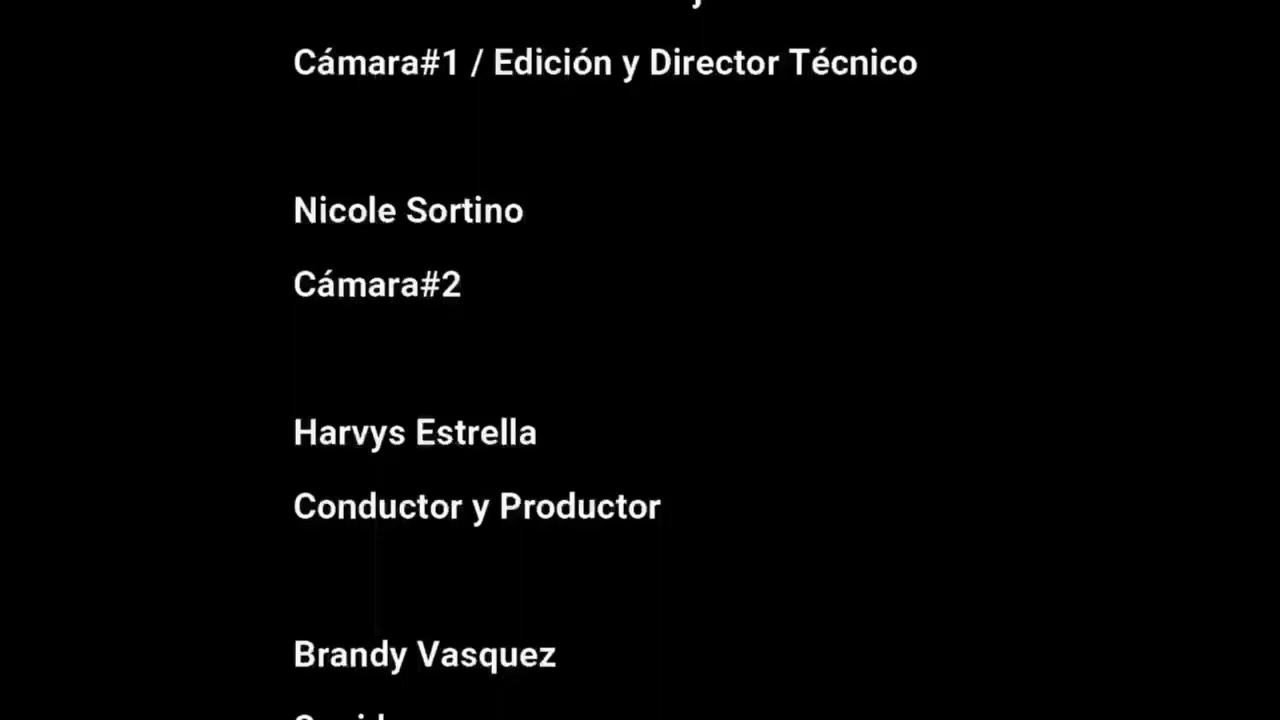 Cámara#1 / Edición y Director Técnico
Nicole Sortino
Cámara#2
Harvys Estrella
Conductor y Productor
Brandy Vasquez